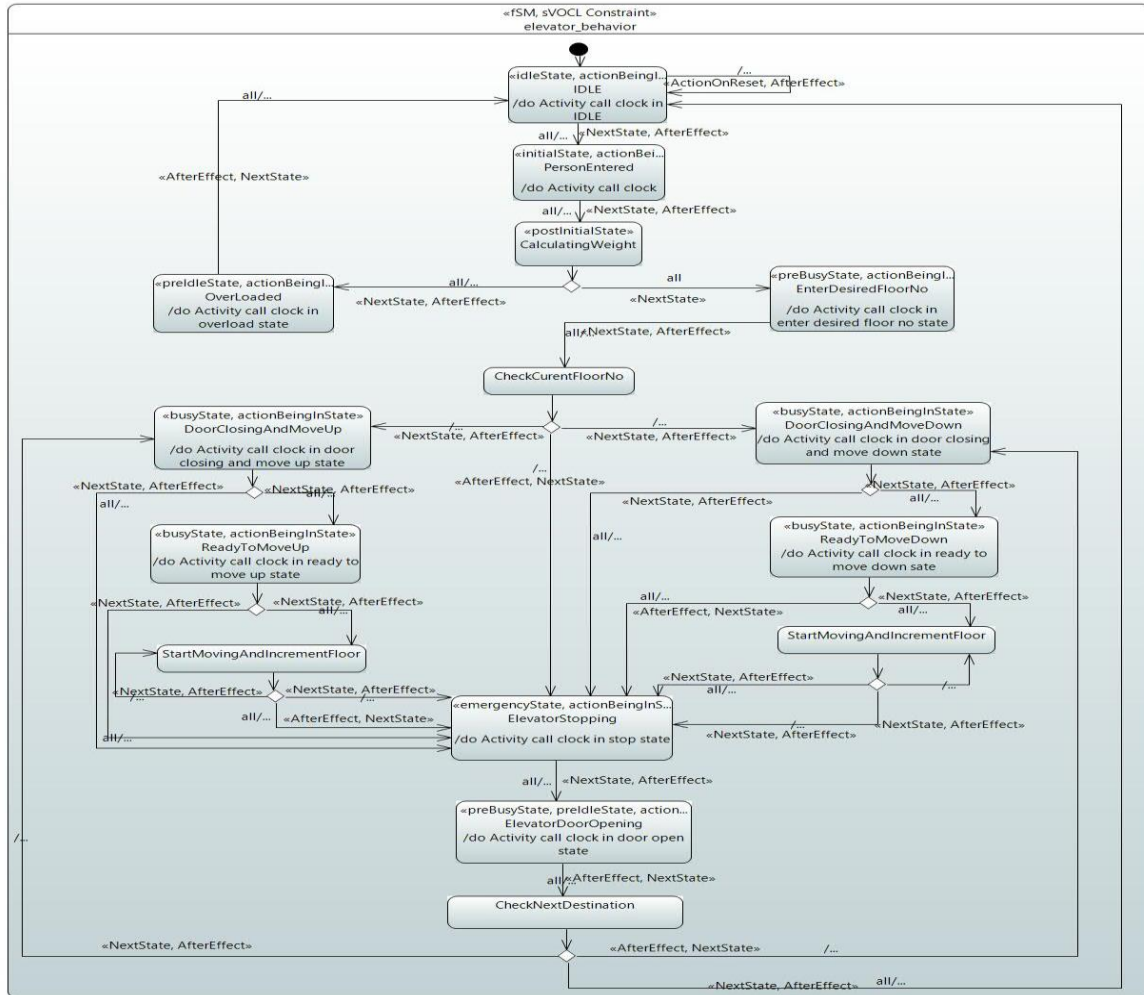 «fSM, sVOCL Constraint»
elevator_behavior
«idleState, actionBeingI...
IDLE
/do Activity call clock in
IDLE
/...
«ActionOnReset, AfterEffect»
all/...
all/...
«NextState, AfterEffect»
«initialState, actionBei...
PersonEntered
/do Activity call clock
«AfterEffect, NextState»
all/...
«NextState, AfterEffect»
«postInitialState»
CalculatingWeight
«preIdleState, actionBeingI...
OverLoaded
/do Activity call clock in
overload state
all/...
«NextState, AfterEffect»
all
«NextState»
«preBusyState, actionBeingI...
EnterDesiredFloorNo
/do Activity call clock in
enter desired floor no state
all/...
«NextState, AfterEffect»
CheckCurentFloorNo
«busyState, actionBeingInState»
DoorClosingAndMoveUp
/do Activity call clock in door
closing and move up state
/...
«NextState, AfterEffect»
/...
«NextState, AfterEffect»
«busyState, actionBeingInState»
DoorClosingAndMoveDown
/do Activity call clock in door closing
and move down state
/...
«AfterEffect, NextState»
«NextState, AfterEffect»
all/...
«NextState, AfterEffect»
all/...
«NextState, AfterEffect»
all/...
«NextState, AfterEffect»
all/...
«busyState, actionBeingInState»
ReadyToMoveUp
/do Activity call clock in ready to
move up state
«busyState, actionBeingInState»
ReadyToMoveDown
/do Activity call clock in ready to
move down sate
«NextState, AfterEffect»
«NextState, AfterEffect»
all/...
all/...
«AfterEffect, NextState»
«NextState, AfterEffect»
all/...
StartMovingAndIncrementFloor
StartMovingAndIncrementFloor
«NextState, AfterEffect»
/...
«NextState, AfterEffect»
/...
«NextState, AfterEffect»
all/...
/...
all/...
«AfterEffect, NextState»
all/...
«emergencyState, actionBeingInS...
ElevatorStopping
/do Activity call clock in stop state
/...
«NextState, AfterEffect»
«NextState, AfterEffect»
all/...
«NextState, AfterEffect»
«preBusyState, preIdleState, action...
ElevatorDoorOpening
/do Activity call clock in door open
state
/...
all/...
«AfterEffect, NextState»
CheckNextDestination
«NextState, AfterEffect»
«AfterEffect, NextState»
/...
«NextState, AfterEffect»
all/...